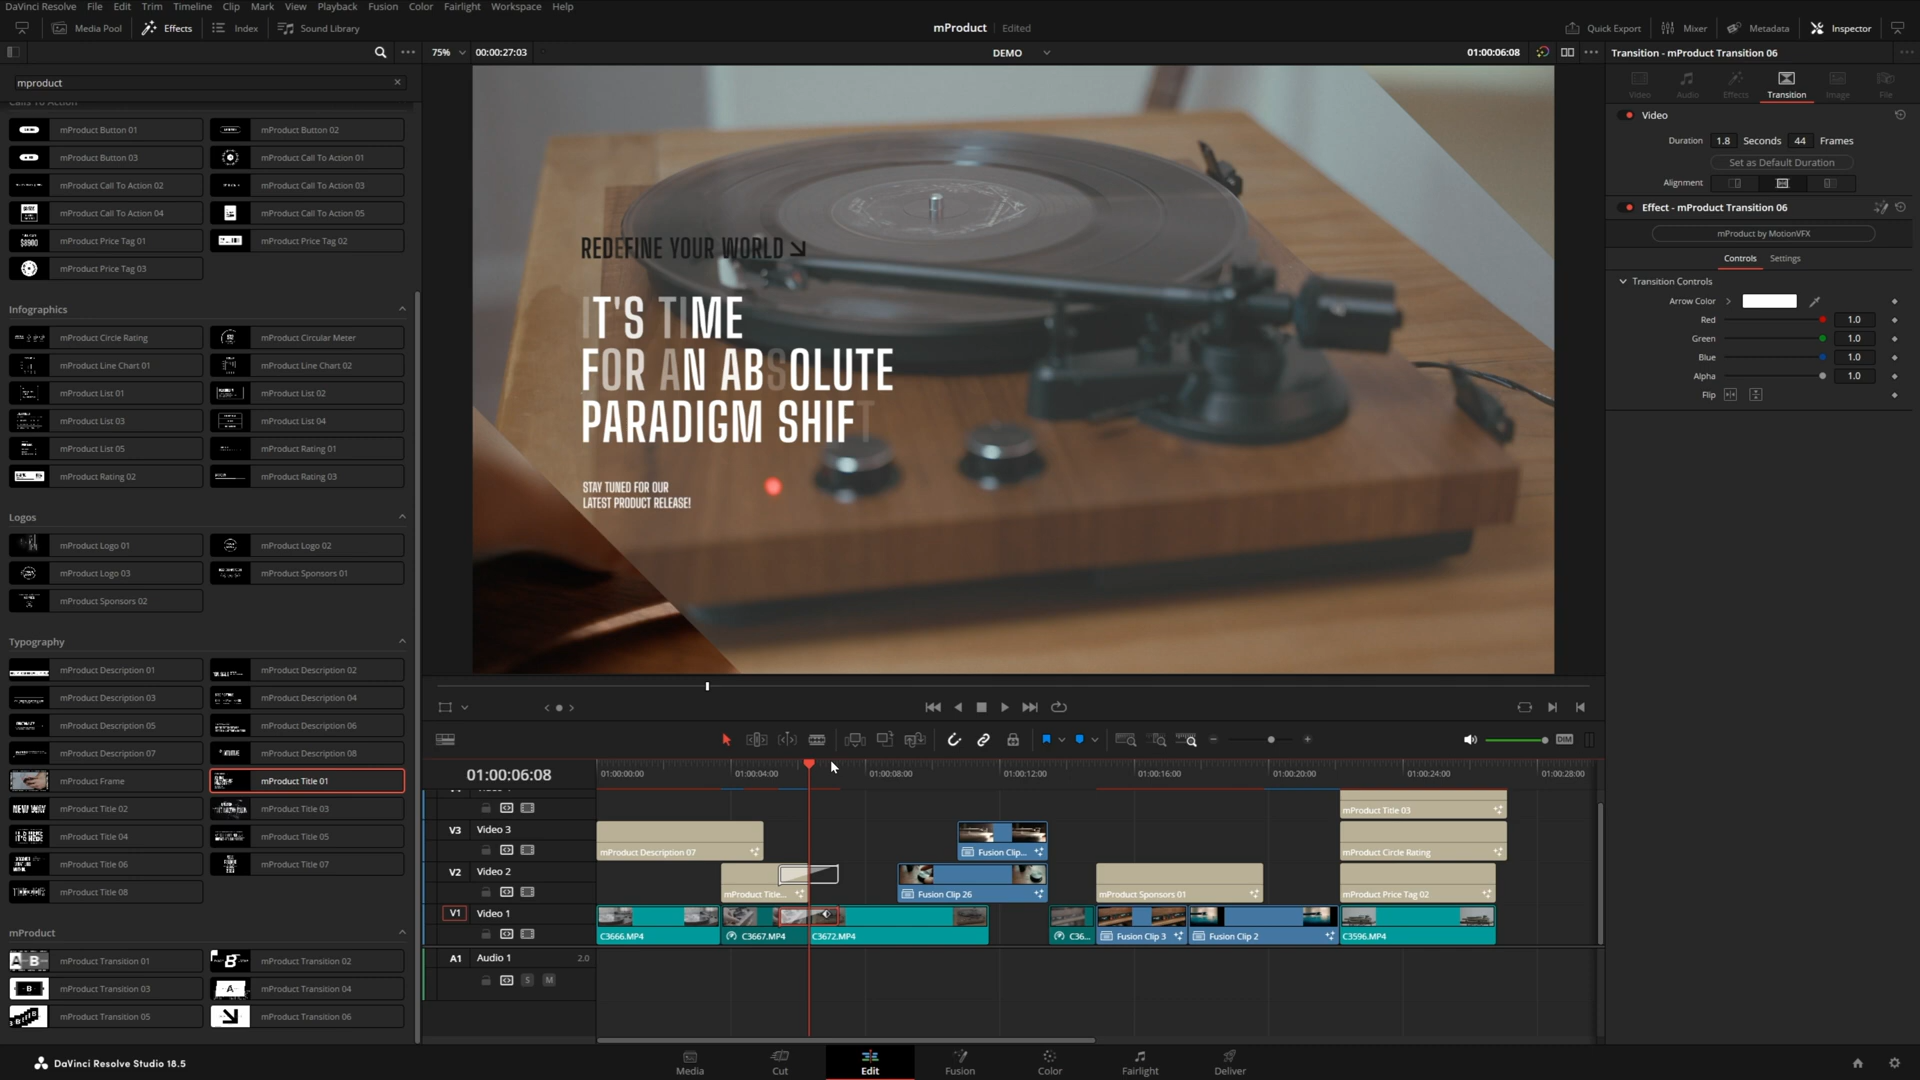 DaVinci Resolve File Edit Trim Timeline Clip Mark View Playback Fusion Color Fairlight Workspace Help
Media Pool Effects Index Sound Library
mProduct Edited
Quick Export Mixer Metadata Inspector
75% 00:00:27:03 DEMO 01:00:06:08
Transition - mProduct Transition 06
mproduct
Calls To Action
mProduct Button 01 mProduct Button 02
mProduct Button 03 mProduct Call To Action 01
mProduct Call To Action 02 mProduct Call To Action 03
mProduct Call To Action 04 mProduct Call To Action 05
mProduct Price Tag 01 mProduct Price Tag 02
mProduct Price Tag 03
Infographics
mProduct Circle Rating mProduct Circular Meter
mProduct Line Chart 01 mProduct Line Chart 02
mProduct List 01 mProduct List 02
mProduct List 03 mProduct List 04
mProduct List 05 mProduct Rating 01
mProduct Rating 02 mProduct Rating 03
Logos
mProduct Logo 01 mProduct Logo 02
mProduct Logo 03 mProduct Sponsors 01
mProduct Sponsors 02
Typography
mProduct Description 01 mProduct Description 02
mProduct Description 03 mProduct Description 04
mProduct Description 05 mProduct Description 06
mProduct Description 07 mProduct Description 08
mProduct Frame mProduct Title 01
mProduct Title 02 mProduct Title 03
mProduct Title 04 mProduct Title 05
mProduct Title 06 mProduct Title 07
mProduct Title 08
mProduct
mProduct Transition 01 mProduct Transition 02
mProduct Transition 03 mProduct Transition 04
mProduct Transition 05 mProduct Transition 06
REDEFINE YOUR WORLD
IT'S TIME
FOR AN ABSOLUTE
PARADIGM SHIFT
STAY TUNED FOR OUR
LATEST PRODUCT RELEASE!
Video Audio Effects Transition Image File
Video
Duration 1.8 Seconds 44 Frames
Set as Default Duration
Alignment
Effect - mProduct Transition 06
mProduct by MotionVFX
Controls Settings
Transition Controls
Arrow Color
Red 1.0
Green 1.0
Blue 1.0
Alpha 1.0
Flip
DIM
01:00:06:08
01:00:00:00 01:00:04:00 01:00:08:00 01:00:12:00 01:00:16:00 01:00:20:00 01:00:24:00 01:00:28:00
mProduct Title 03
V3 Video 3
mProduct Description 07 Fusion Clip... mProduct Circle Rating
V2 Video 2
mProduct Title... Fusion Clip 26 mProduct Sponsors 01 mProduct Price Tag 02
V1 Video 1
C3666.MP4 C3667.MP4 C3672.MP4 C36... Fusion Clip 3 Fusion Clip 2 C3596.MP4
A1 Audio 1 2.0
S M
DaVinci Resolve Studio 18.5
Media Cut Edit Fusion Color Fairlight Deliver